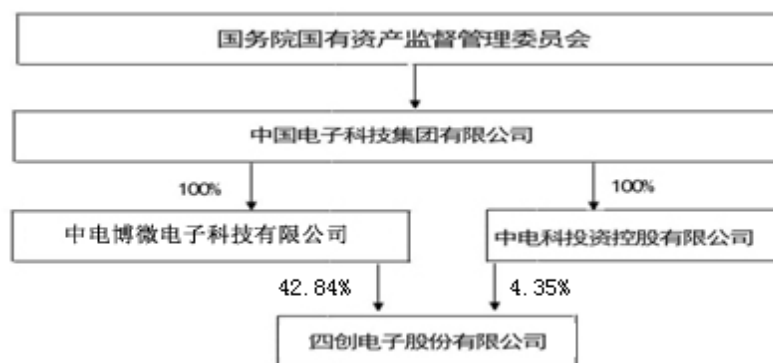 国务院国有资产监督管理委员会
中国电子科技集团有限公司
100%
100%
中电博微电子科技有限公司
中电科投资控股有限公司
42.84%
4.35%
四创电子股份有限公司